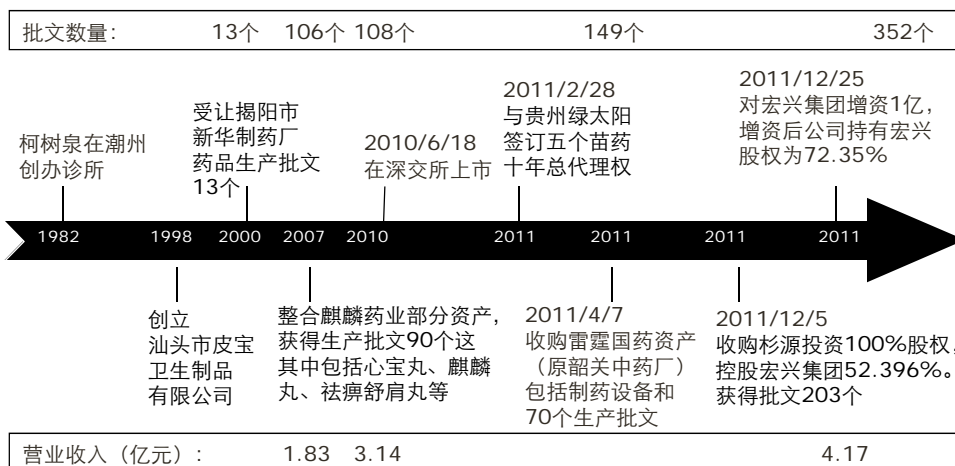 批文数量: 13个 106个 108个 149个 352个
柯树泉在潮州
创办诊所
受让揭阳市
新华制药厂
药品生产批文
13个
2010/6/18
在深交所上市
2011/2/28
与贵州绿太阳
签订五个苗药
十年总代理权
2011/12/25
对宏兴集团增资1亿，
增资后公司持有宏兴
股权为72.35%
1982 1998 2000 2007 2010 2011 2011 2011 2011
创立
汕头市皮宝
卫生制品
有限公司
整合麒麟药业部分资产，
获得生产批文90个这
其中包括心宝丸、麒麟
丸、祛痹舒肩丸等
2011/4/7
收购雷霆国药资产
（原韶关中药厂）
包括制药设备和
70个生产批文
2011/12/5
收购杉源投资100%股权，
控股宏兴集团52.396%。
获得批文203个
营业收入（亿元）: 1.83 3.14 4.17